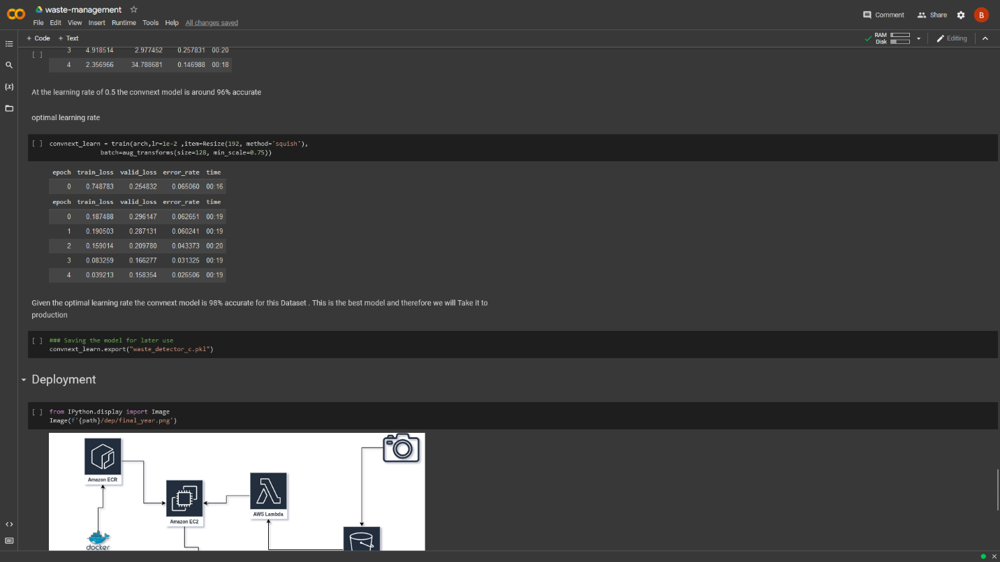 waste-management
File Edit View Insert Runtime Tools Help All changes saved
Comment Share B
+ Code + Text
RAM
Disk
Editing
[ ]
3 4.918514 2.977452 0.257831 00:20
4 2.356966 34.788681 0.146988 00:18
At the learning rate of 0.5 the convnext model is around 96% accurate
optimal learning rate
[ ] convnext_learn = train(arch,lr=1e-2 ,item=Resize(192, method='squish'),
batch=aug_transforms(size=128, min_scale=0.75))
epoch train_loss valid_loss error_rate time
0 0.748783 0.254832 0.065060 00:16
epoch train_loss valid_loss error_rate time
0 0.187488 0.296147 0.062651 00:19
1 0.190503 0.287131 0.060241 00:19
2 0.159014 0.209780 0.043373 00:20
3 0.083259 0.166277 0.031325 00:19
4 0.039213 0.158354 0.026506 00:19
Given the optimal learning rate the convnext model is 98% accurate for this Dataset . This is the best model and therefore we will Take it to
production
[ ] ### Saving the model for later use
convnext_learn.export("waste_detector_c.pkl")
Deployment
[ ] from IPython.display import Image
Image(f'{path}/dep/final_year.png')
Amazon ECR
Amazon EC2
AWS Lambda
docker